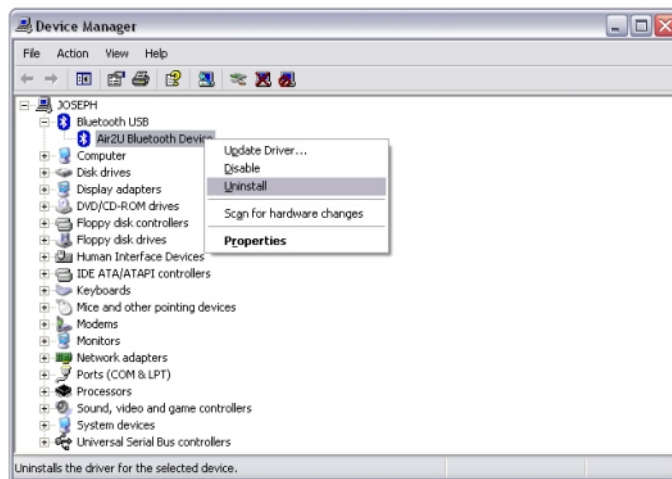 Device Manager
File Action View Help
JOSEPH
Bluetooth USB
Air2U Bluetooth Device
Computer
Disk drives
Display adapters
DVD/CD-ROM drives
Floppy disk controllers
Floppy disk drives
Human Interface Devices
IDE ATA/ATAPI controllers
Keyboards
Mice and other pointing devices
Modems
Monitors
Network adapters
Ports (COM & LPT)
Processors
Sound, video and game controllers
System devices
Universal Serial Bus controllers
Update Driver...
Disable
Uninstall
Scan for hardware changes
Properties
Uninstalls the driver for the selected device.